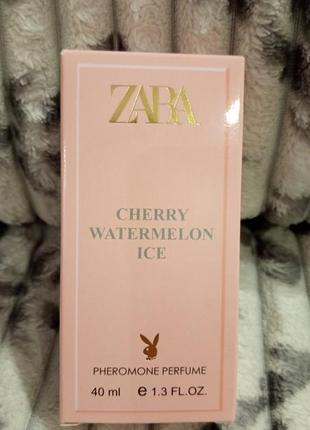 ZARA
CHERRY
WATERMELON
ICE
PHEROMONE PERFUME
40 ml e 1.3 FL.OZ.